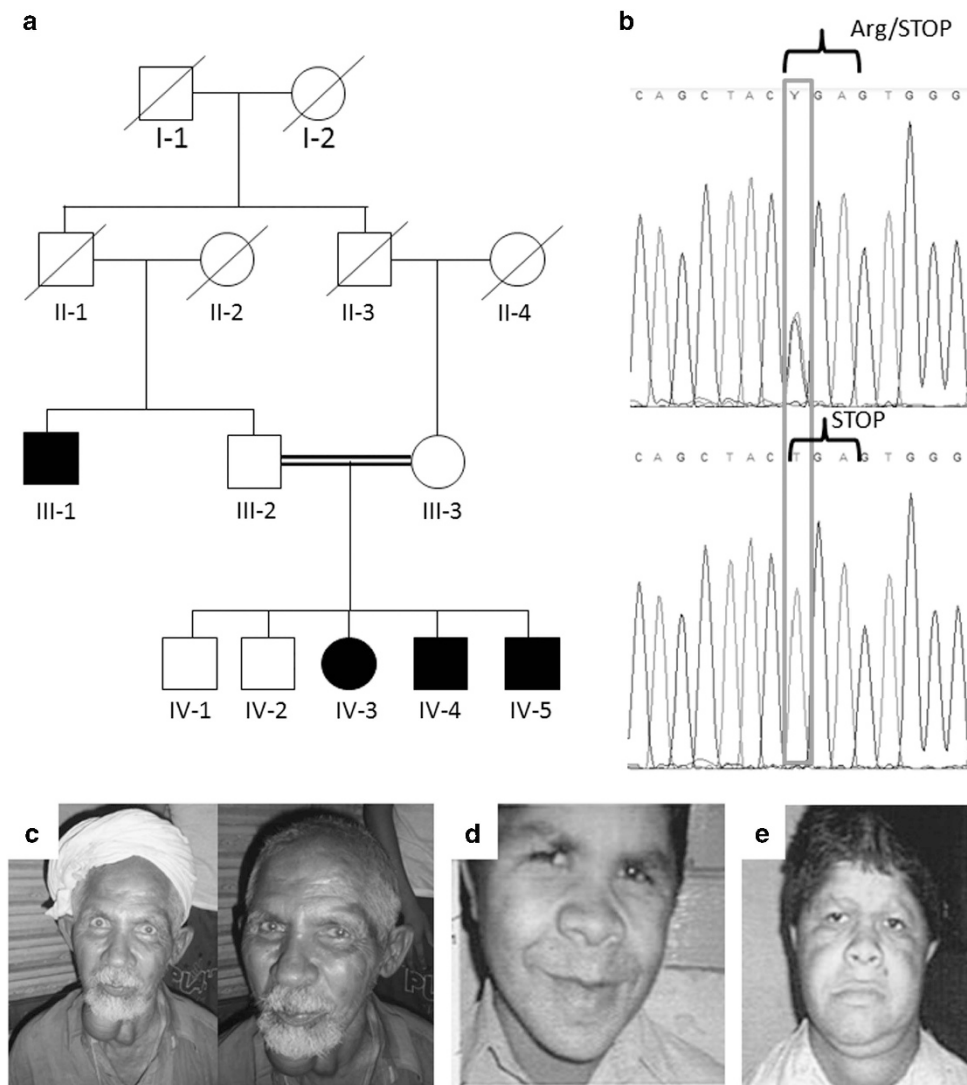 a
I-1
I-2
II-1
II-2
II-3
II-4
III-1
III-2
III-3
IV-1
IV-2
IV-3
IV-4
IV-5
b
Arg/STOP
C A G C T A C Y G A G T G G G
STOP
C A G C T A C T G A G T G G G
c
d
e